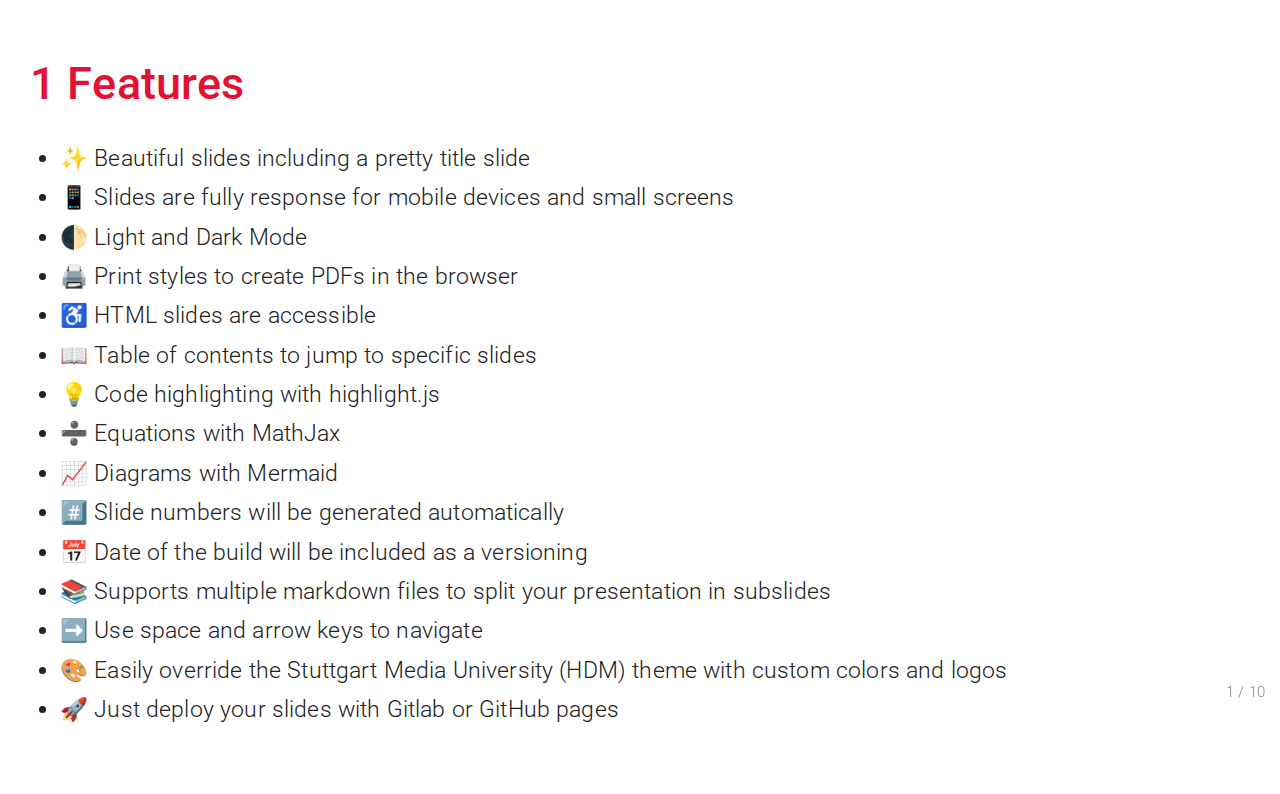 1 Features
✨ Beautiful slides including a pretty title slide
📱 Slides are fully response for mobile devices and small screens
🌓 Light and Dark Mode
🖨️ Print styles to create PDFs in the browser
♿ HTML slides are accessible
📖 Table of contents to jump to specific slides
💡 Code highlighting with highlight.js
➗ Equations with MathJax
📈 Diagrams with Mermaid
#️⃣ Slide numbers will be generated automatically
📅 Date of the build will be included as a versioning
📚 Supports multiple markdown files to split your presentation in subslides
➡️ Use space and arrow keys to navigate
🎨 Easily override the Stuttgart Media University (HDM) theme with custom colors and logos
🚀 Just deploy your slides with Gitlab or GitHub pages
1 / 10